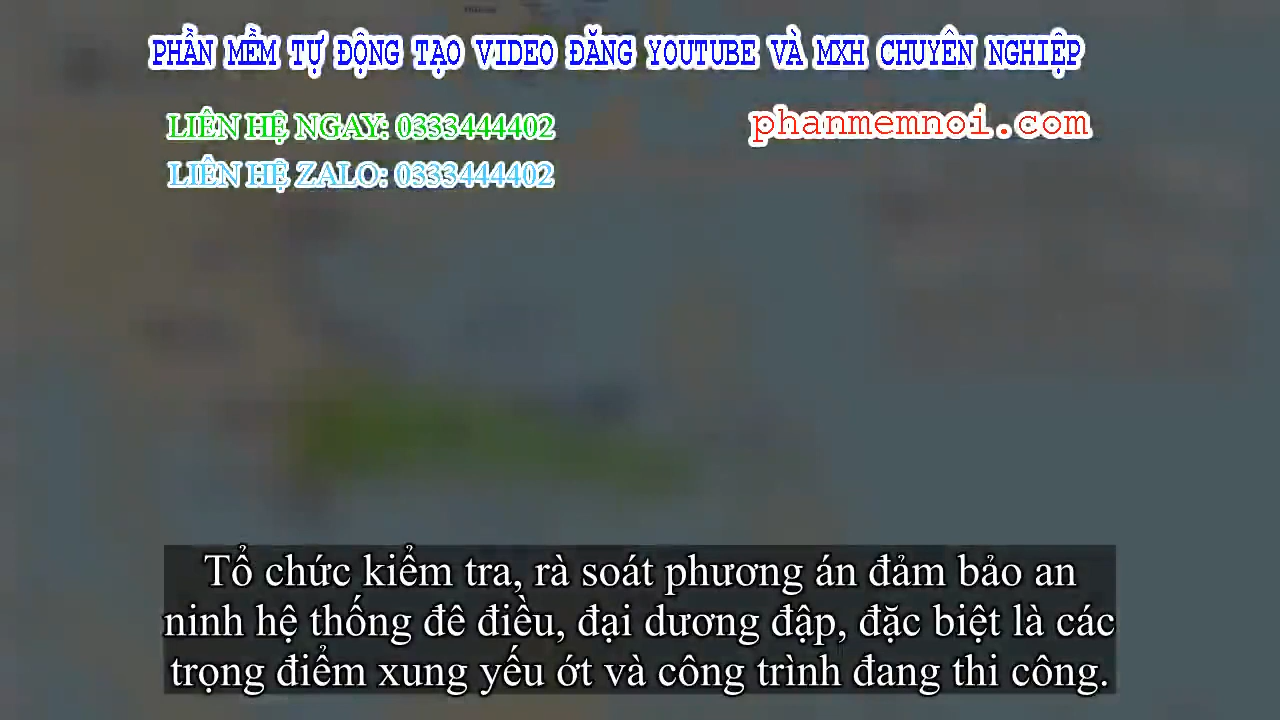 PHẦN MỀM TỰ ĐỘNG TẠO VIDEO ĐĂNG YOUTUBE VÀ MXH CHUYÊN NGHIỆP
LIÊN HỆ NGAY: 0333444402
phanmemnoi.com
LIÊN HỆ ZALO: 0333444402
Tổ chức kiểm tra, rà soát phương án đảm bảo an
ninh hệ thống đê điều, đại dương đập, đặc biệt là các
trọng điểm xung yếu ớt và công trình đang thi công.